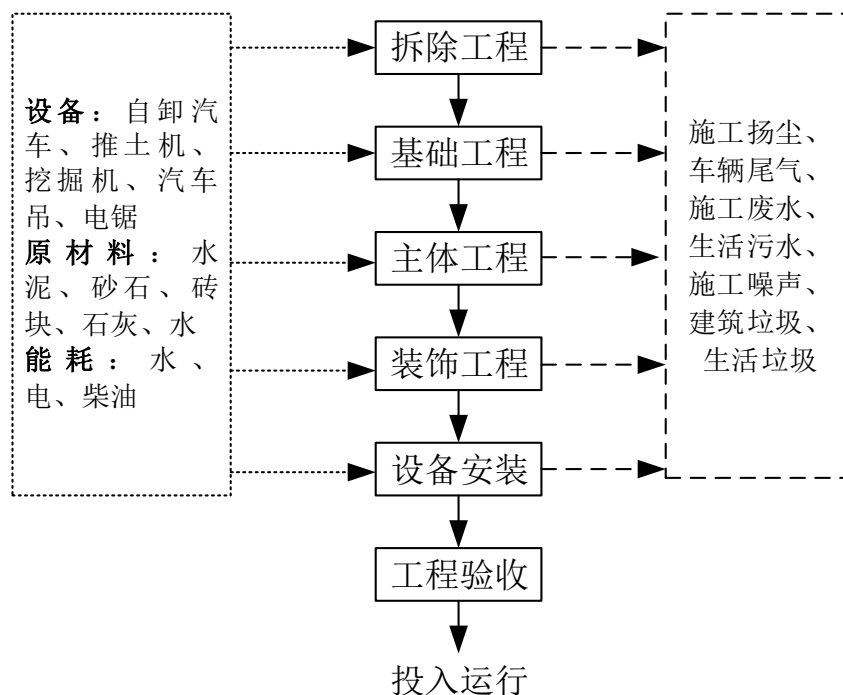 设备：自卸汽
车、推土机、
挖掘机、汽车
吊、电锯
原材料：水
泥、砂石、砖
块、石灰、水
能耗：水、
电、柴油
拆除工程
基础工程
主体工程
装饰工程
设备安装
工程验收
投入运行
施工扬尘、
车辆尾气、
施工废水、
生活污水、
施工噪声、
建筑垃圾、
生活垃圾